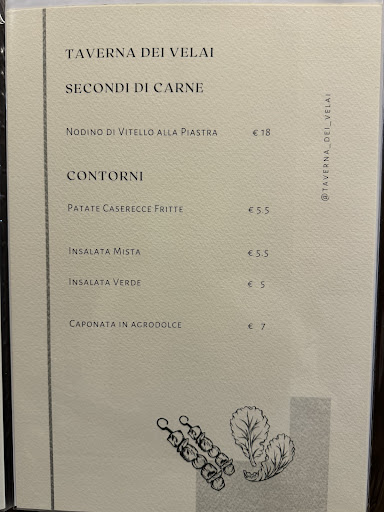 TAVERNA DEI VELAI
SECONDI DI CARNE
NODINO DI VITELLO ALLA PIASTRA € 18
CONTORNI
PATATE CASERECCE FRITTE € 5.5
INSALATA MISTA € 5.5
INSALATA VERDE € 5
CAPONATA IN AGRODOLCE € 7
@TAVERNA_DEI_VELAI